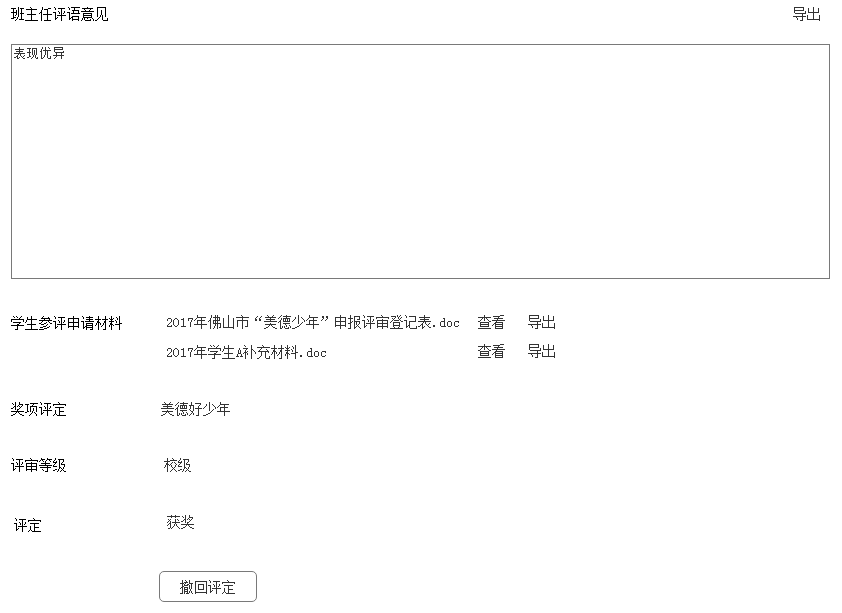 班主任评语意见 导出
表现优异
学生参评申请材料 2017年佛山市“美德少年”申报评审登记表.doc 查看 导出
2017年学生A补充材料.doc 查看 导出
奖项评定 美德好少年
评审等级 校级
评定 获奖
撤回评定